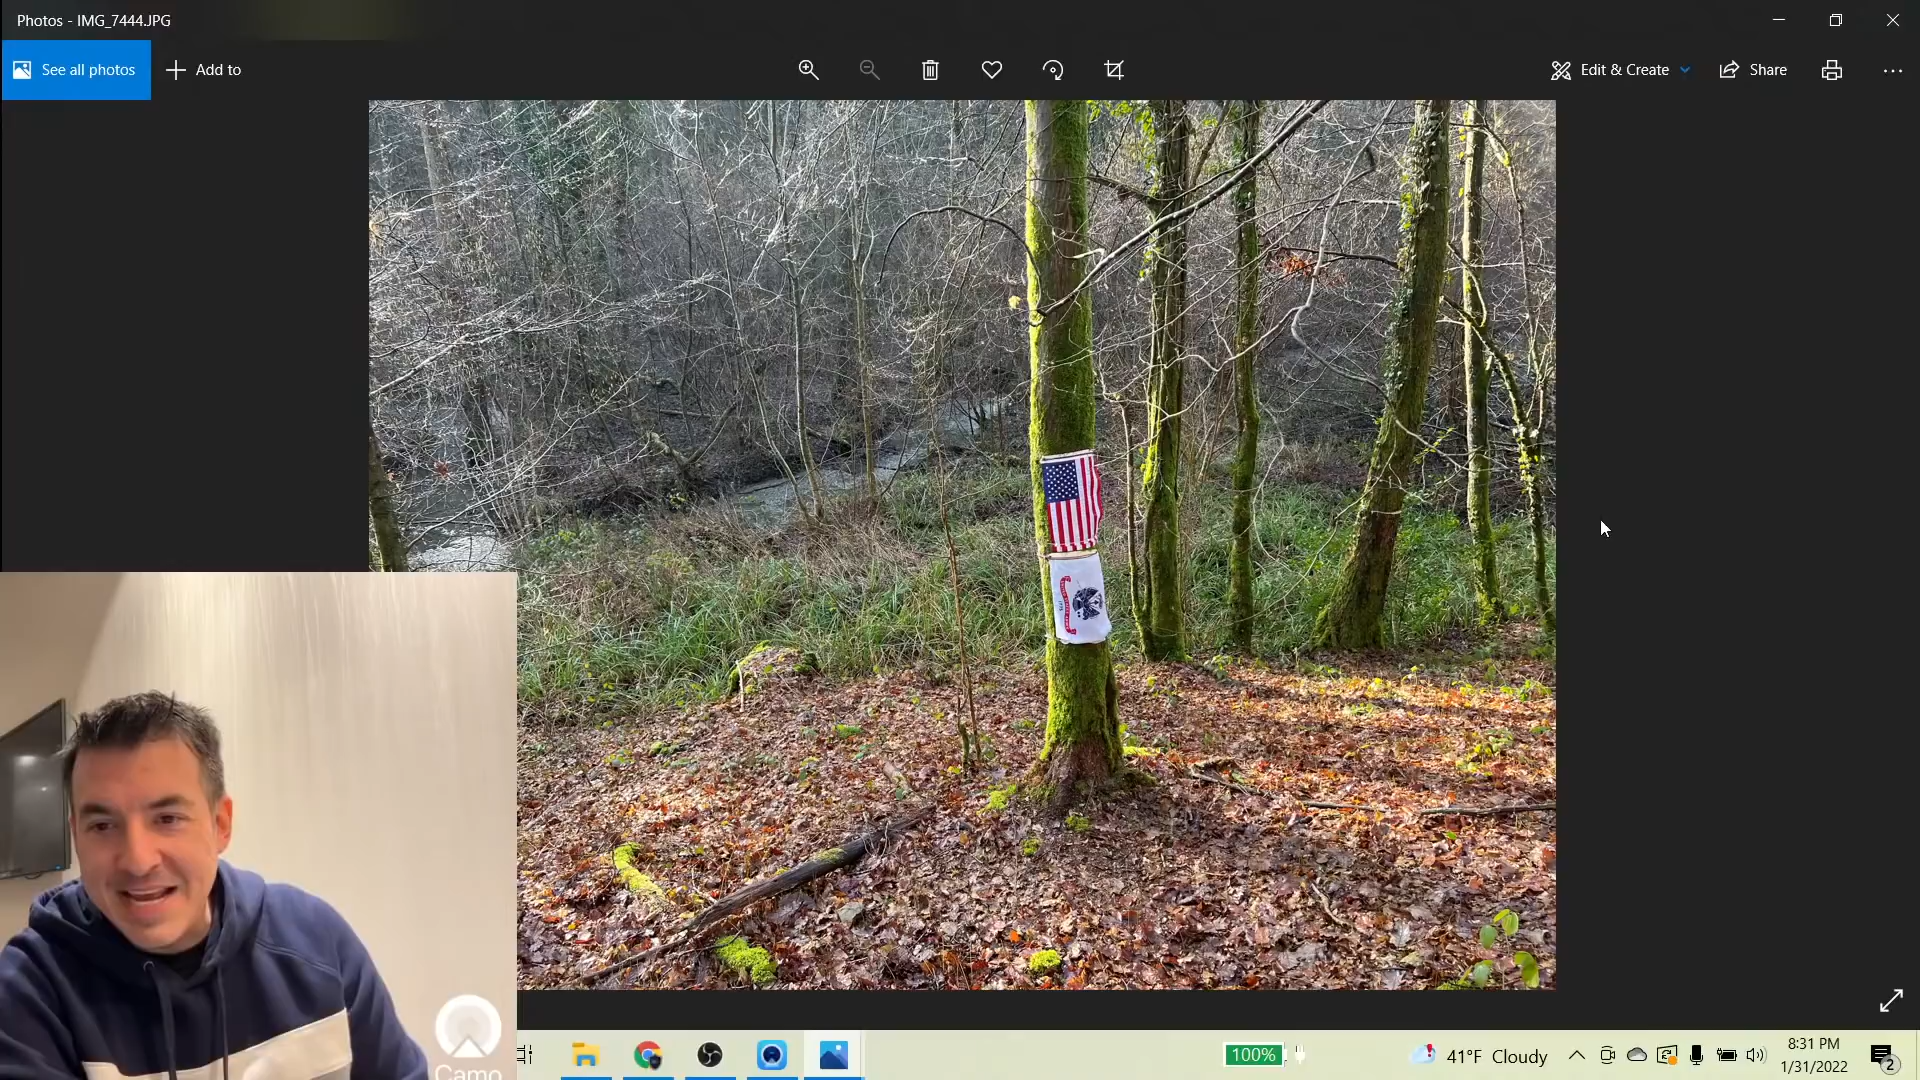 Photos - IMG_7444.JPG
See all photos
Add to
Edit & Create
Share
Camo
100%
41°F Cloudy
8:31 PM
1/31/2022
2